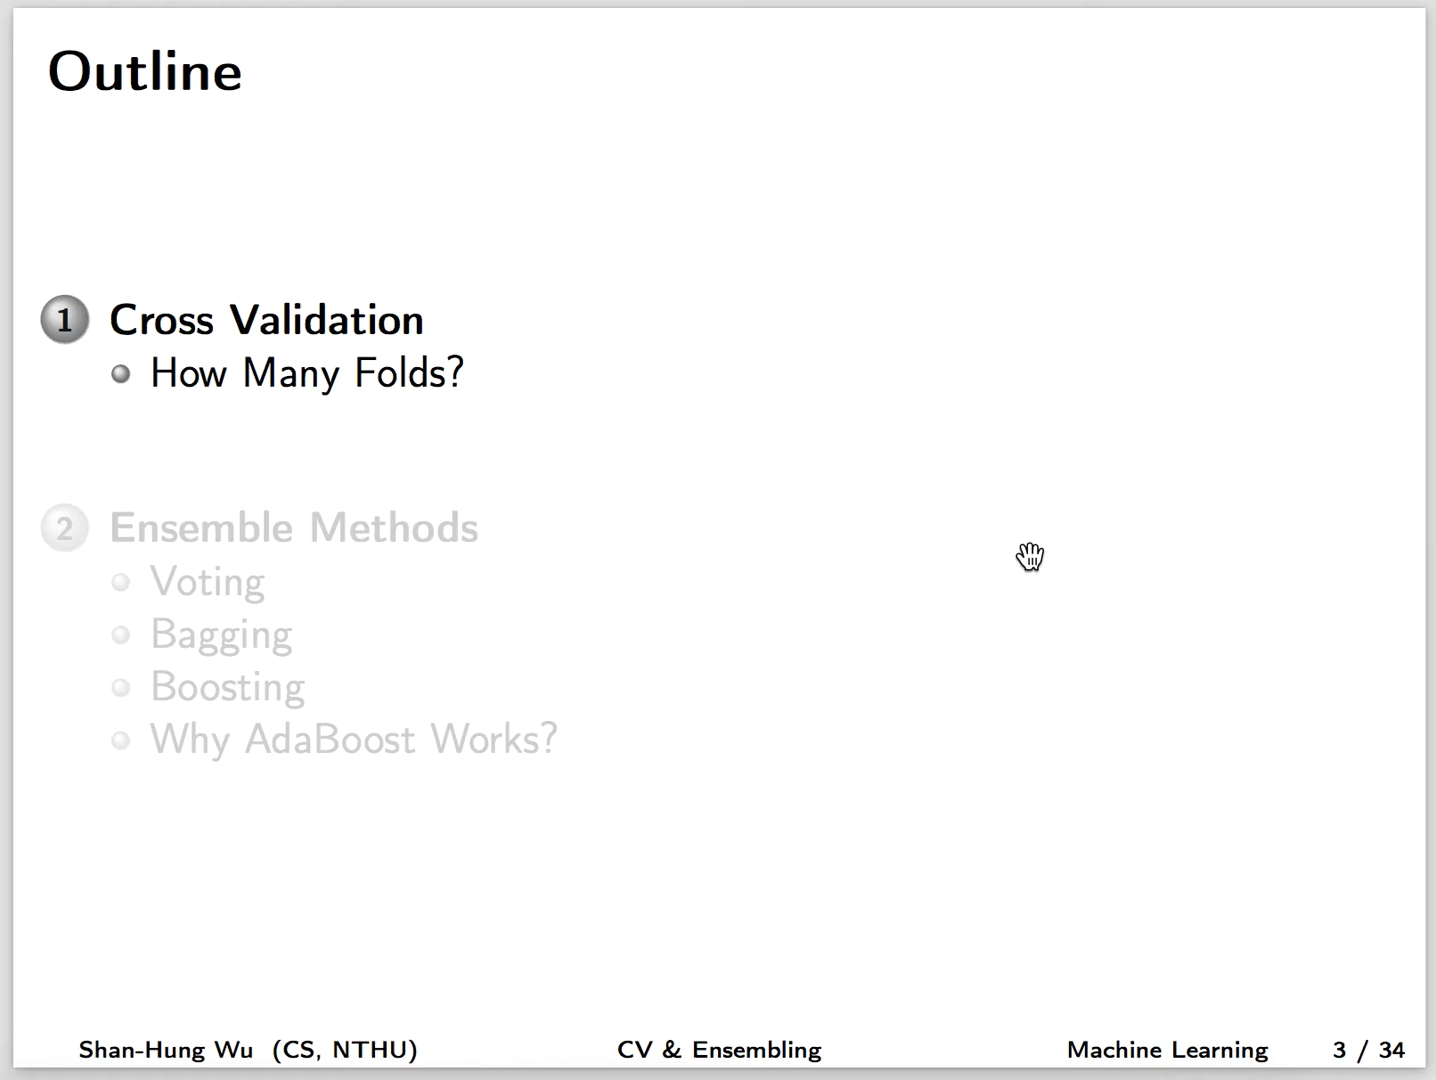 Outline
1 Cross Validation
How Many Folds?
2 Ensemble Methods
Voting
Bagging
Boosting
Why AdaBoost Works?
Shan-Hung Wu (CS, NTHU) CV & Ensembling Machine Learning 3 / 34